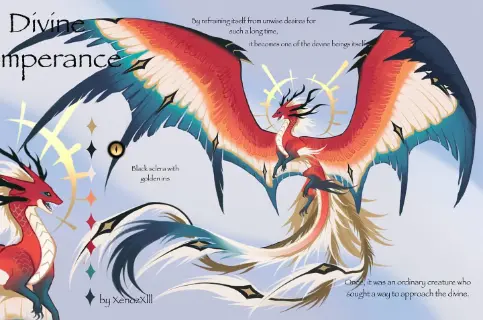 Divine
mperance
By refraining itself from unwise desires for
such a long time,
it becomes one of the devine beings itself.
Black sclera with
golden iris
Once, it was an ordinary creature who
sought a way to approach the divine.
by XenozXlll